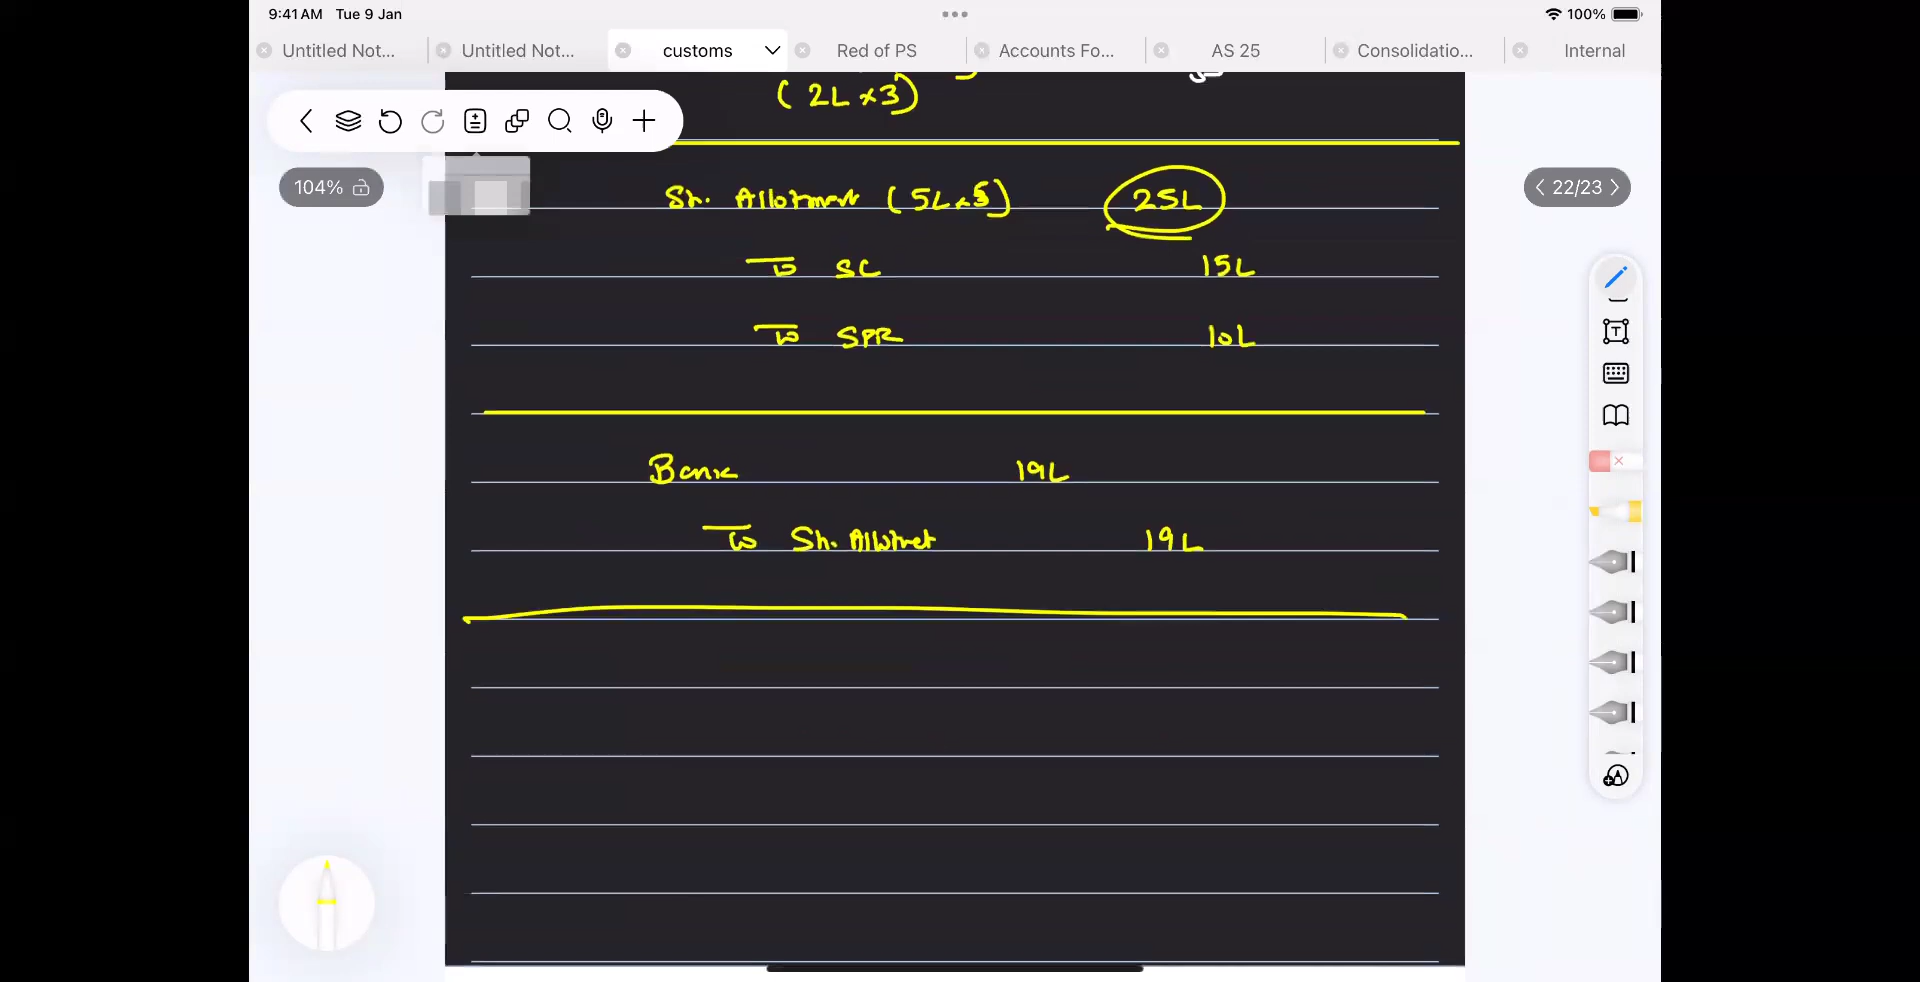 9:41 AM Tue 9 Jan
100%
Untitled Not...
Untitled Not...
customs
Red of PS
Accounts Fo...
AS 25
Consolidatio...
Internal
(2L x 3)
104%
22/23
Sh. Allotment (5L x 5) 25L
To SC 15L
To SPR 10L
Bank 19L
To Sh. Allotmet 19L